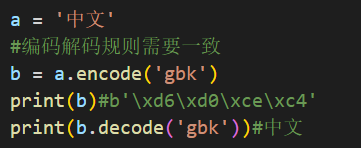 a = '中文'
#编码解码规则需要一致
b = a.encode('gbk')
print(b)#b'\xd6\xd0\xce\xc4'
print(b.decode('gbk'))#中文